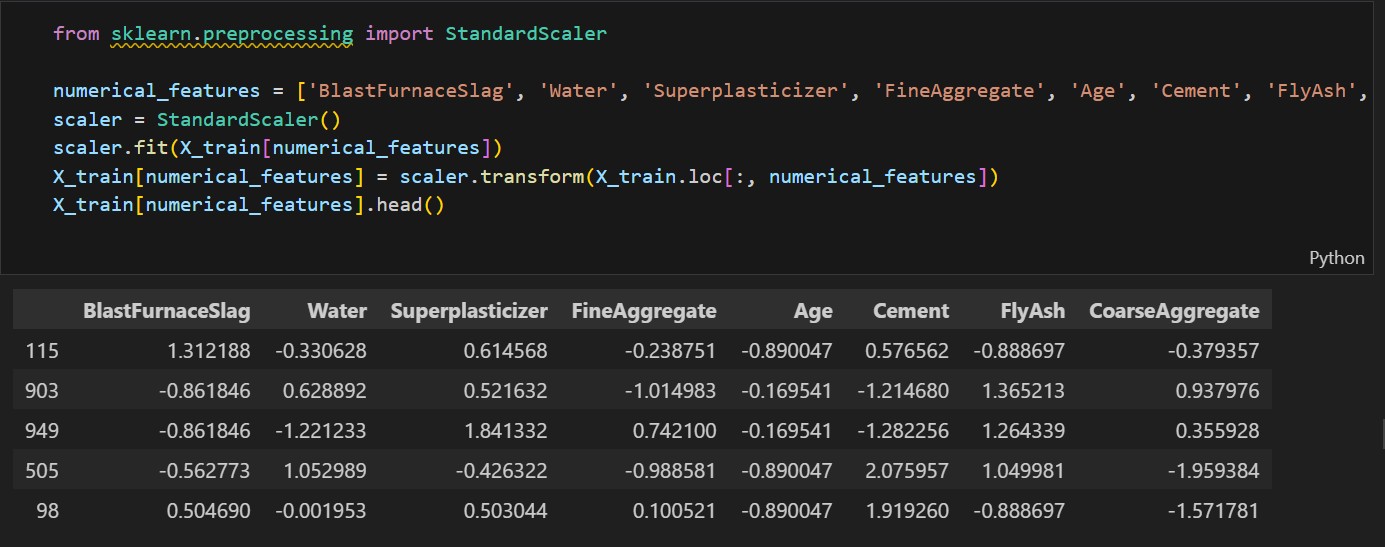 from sklearn.preprocessing import StandardScaler
numerical_features = ['BlastFurnaceSlag', 'Water', 'Superplasticizer', 'FineAggregate', 'Age', 'Cement', 'FlyAsh',
scaler = StandardScaler()
scaler.fit(X_train[numerical_features])
X_train[numerical_features] = scaler.transform(X_train.loc[:, numerical_features])
X_train[numerical_features].head()
Python
BlastFurnaceSlag Water Superplasticizer FineAggregate Age Cement FlyAsh CoarseAggregate
115 1.312188 -0.330628 0.614568 -0.238751 -0.890047 0.576562 -0.888697 -0.379357
903 -0.861846 0.628892 0.521632 -1.014983 -0.169541 -1.214680 1.365213 0.937976
949 -0.861846 -1.221233 1.841332 0.742100 -0.169541 -1.282256 1.264339 0.355928
505 -0.562773 1.052989 -0.426322 -0.988581 -0.890047 2.075957 1.049981 -1.959384
98 0.504690 -0.001953 0.503044 0.100521 -0.890047 1.919260 -0.888697 -1.571781